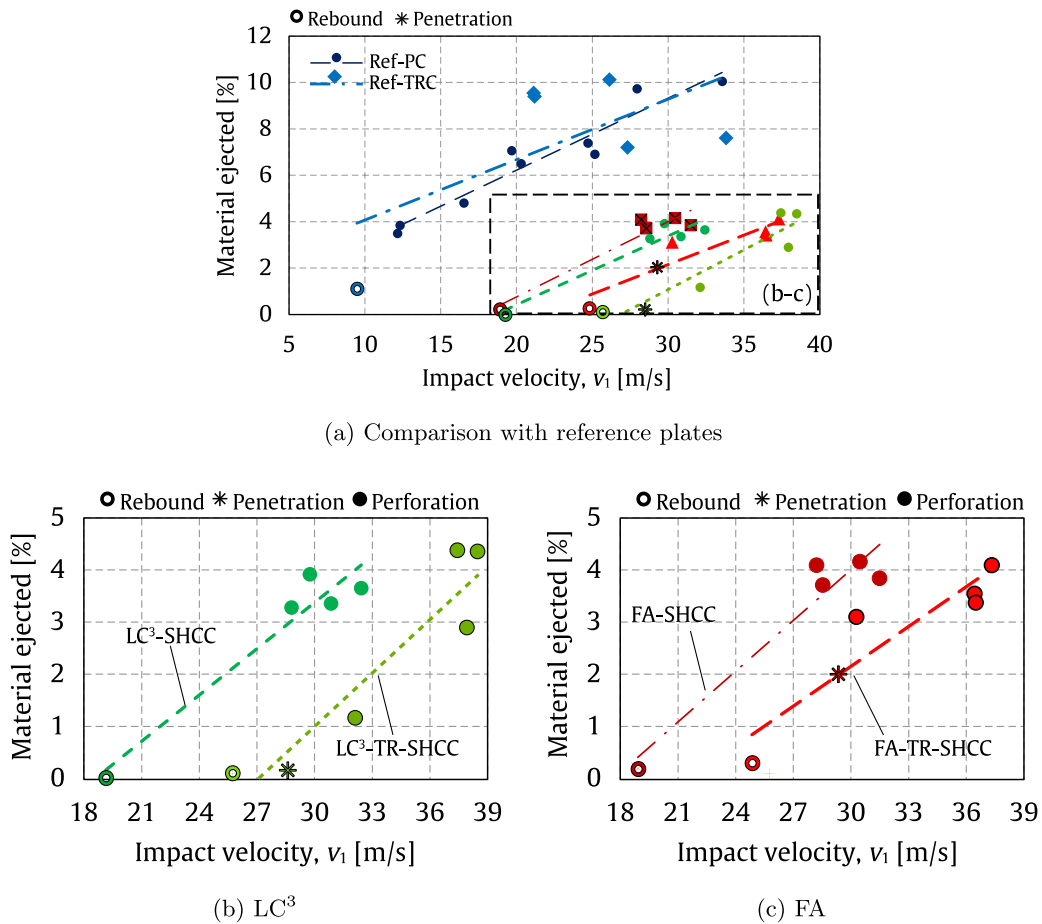 Rebound Penetration
12
10
8
6
4
2
0
Material ejected [%]
Ref-PC
Ref-TRC
(b-c)
5 10 15 20 25 30 35 40
Impact velocity, v₁ [m/s]
(a) Comparison with reference plates
Rebound Penetration Perforation
5
4
3
2
1
0
Material ejected [%]
LC³-SHCC
LC³-TR-SHCC
18 21 24 27 30 33 36 39
Impact velocity, v₁ [m/s]
(b) LC³
Rebound Penetration Perforation
5
4
3
2
1
0
Material ejected [%]
FA-SHCC
FA-TR-SHCC
18 21 24 27 30 33 36 39
Impact velocity, v₁ [m/s]
(c) FA